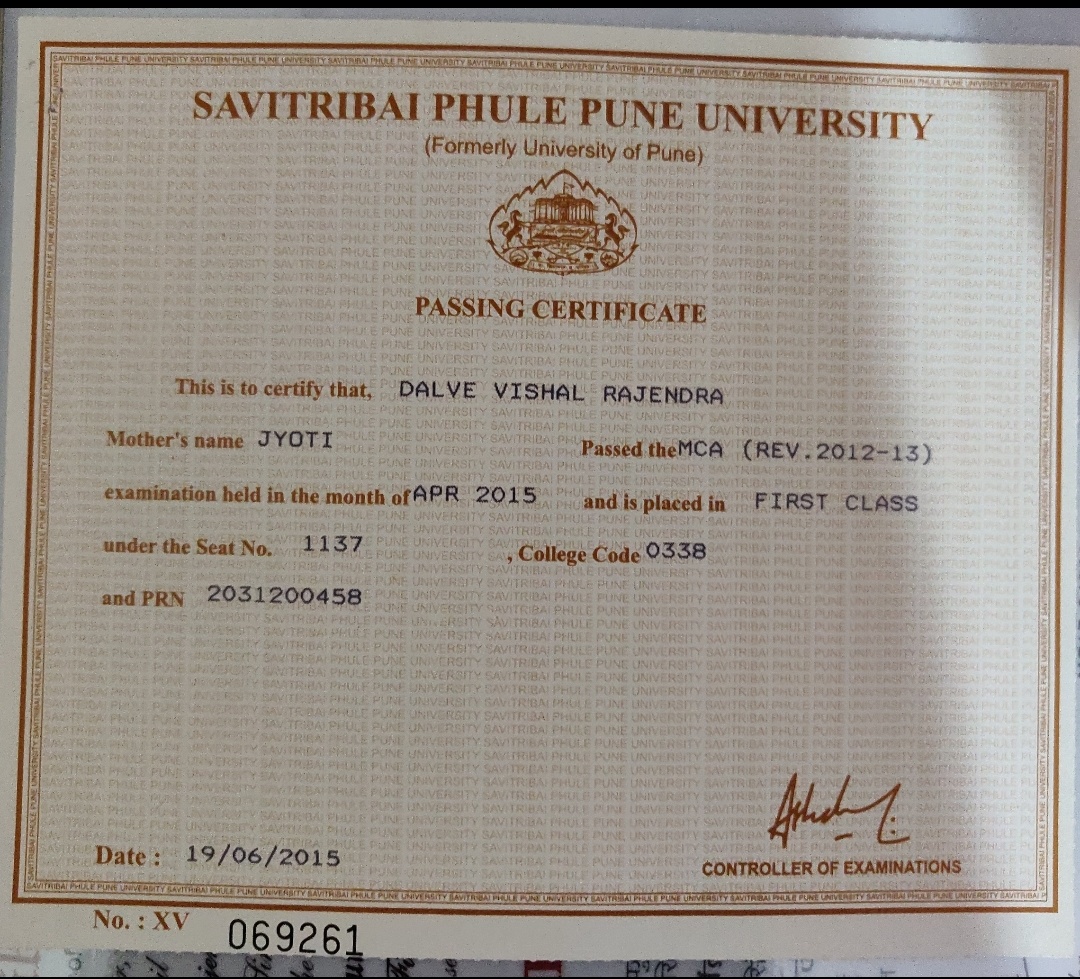 SAVITRIBAI PHULE PUNE UNIVERSITY
(Formerly University of Pune)
PASSING CERTIFICATE
This is to certify that, DALVE VISHAL RAJENDRA
Mother's name JYOTI Passed the MCA (REV.2012-13)
examination held in the month of APR 2015 and is placed in FIRST CLASS
under the Seat No. 1137 , College Code 0338
and PRN 2031200458
Date : 19/06/2015
CONTROLLER OF EXAMINATIONS
No. : XV 069261